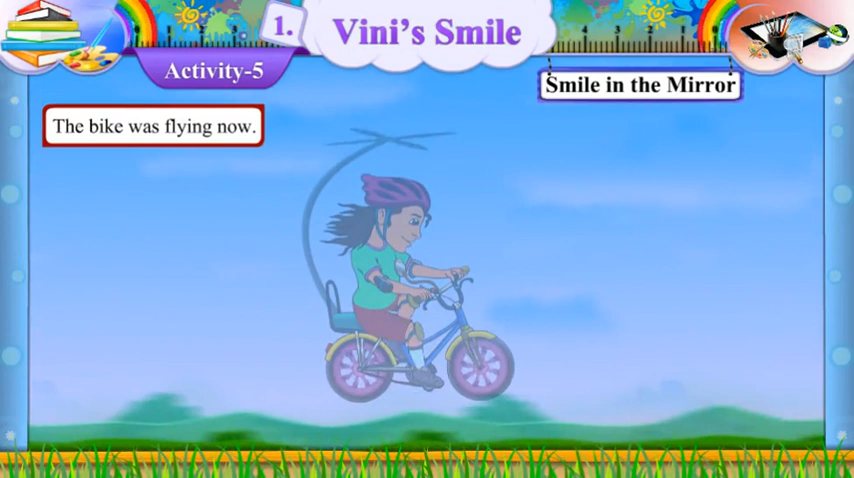 1. Vini's Smile
Activity-5
Smile in the Mirror
The bike was flying now.